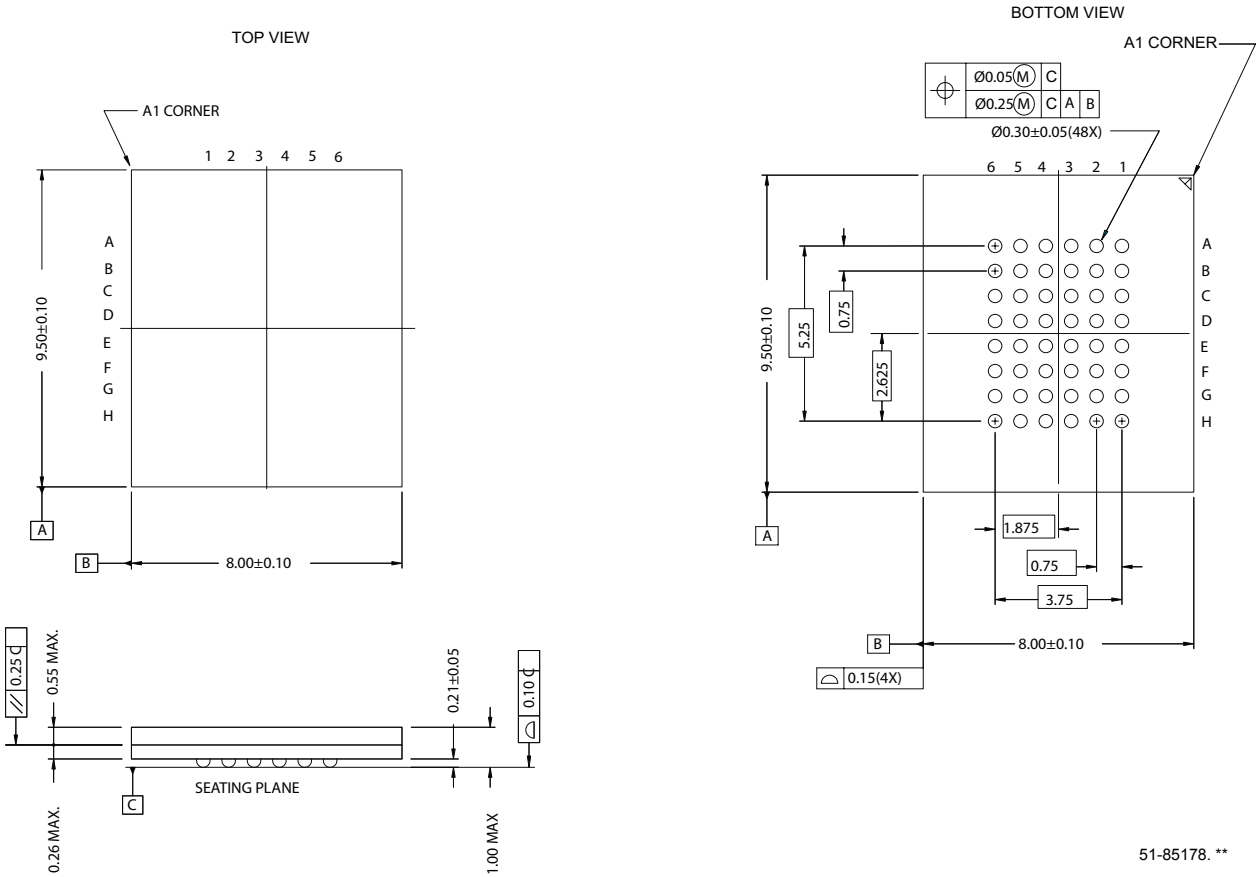 TOP VIEW
A1 CORNER
1 2 3 4 5 6
A
B
C
D
E
F
G
H
9.50±0.10
A
B
8.00±0.10
BOTTOM VIEW
A1 CORNER
Ø0.05 M C
Ø0.25 M C A B
Ø0.30±0.05(48X)
6 5 4 3 2 1
A
B
C
D
E
F
G
H
9.50±0.10
5.25
0.75
2.625
A
1.875
0.75
3.75
B
8.00±0.10
0.15(4X)
0.25 C
0.55 MAX.
0.21±0.05
0.10 C
SEATING PLANE
C
0.26 MAX.
1.00 MAX
51-85178. **